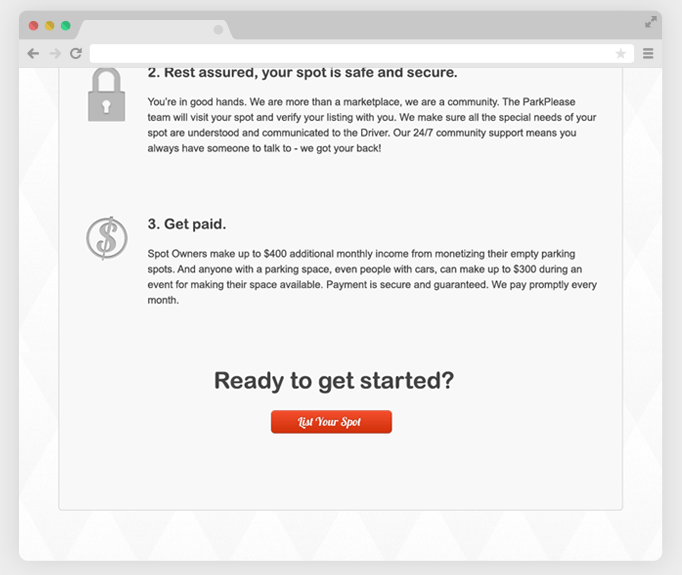 2. Rest assured, your spot is safe and secure.
You're in good hands. We are more than a marketplace, we are a community. The ParkPlease
team will visit your spot and verify your listing with you. We make sure all the special needs of your
spot are understood and communicated to the Driver. Our 24/7 community support means you
always have someone to talk to - we got your back!
$
3. Get paid.
Spot Owners make up to $400 additional monthly income from monetizing their empty parking
spots. And anyone with a parking space, even people with cars, can make up to $300 during an
event for making their space available. Payment is secure and guaranteed. We pay promptly every
month.
Ready to get started?
List Your Spot